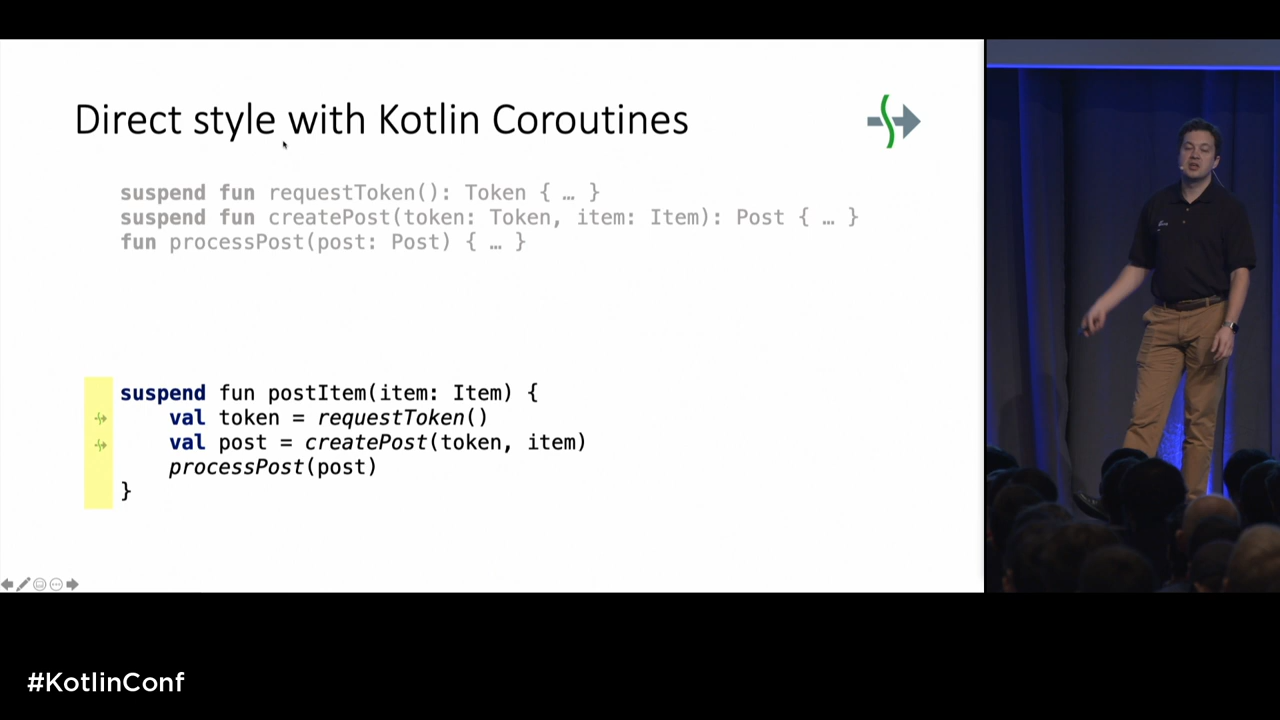 Direct style with Kotlin Coroutines
suspend fun requestToken(): Token { … }
suspend fun createPost(token: Token, item: Item): Post { … }
fun processPost(post: Post) { … }
suspend fun postItem(item: Item) {
val token = requestToken()
val post = createPost(token, item)
processPost(post)
}
#KotlinConf